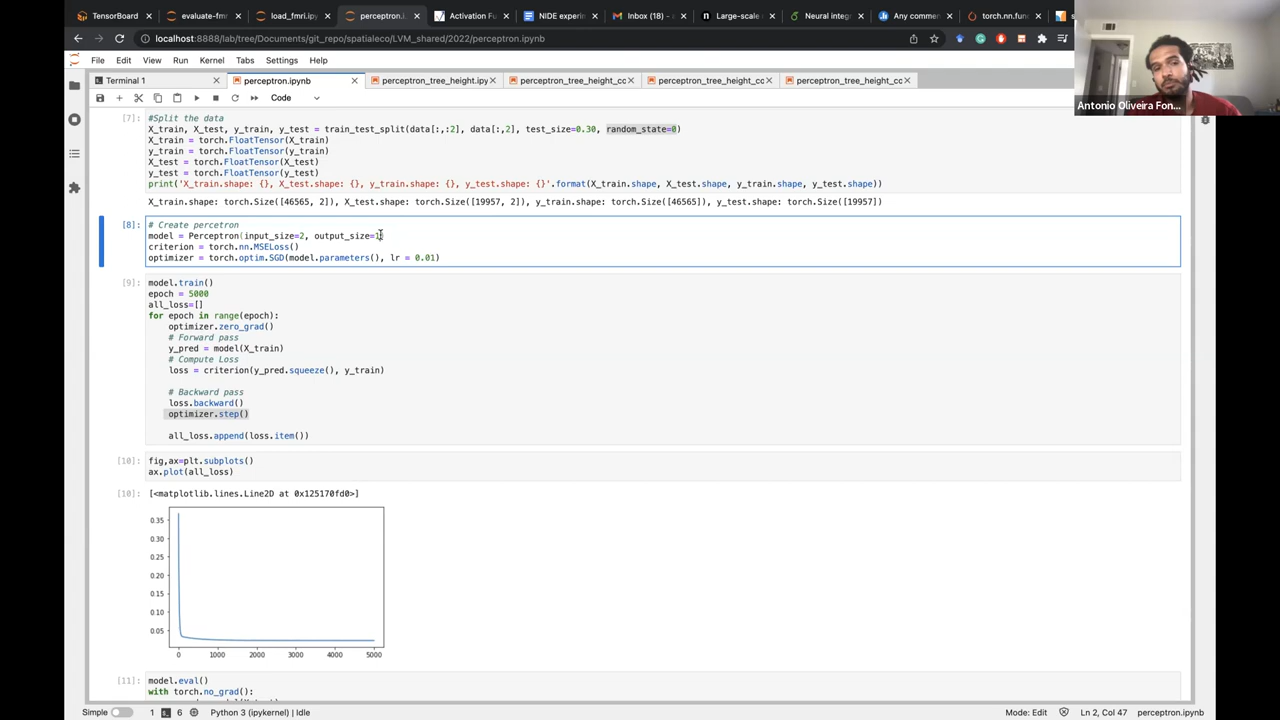 TensorBoard
evaluate-fmr
load_fmri.ipy
perceptron.i
Activation Fu
NIDE experim
Inbox (18) -
Large-scale
Neural integr
Any commen
torch.nn.fun
localhost:8888/lab/tree/Documents/git_repo/spatialeco/LVM_shared/2022/perceptron.ipynb
Antonio Oliveira Fon...
File Edit View Run Kernel Tabs Settings Help
Terminal 1
perceptron.ipynb
perceptron_tree_height.ipy
perceptron_tree_height_cc
perceptron_tree_height_cc
perceptron_tree_height_cc
Code
[7]:
#Split the data
X_train, X_test, y_train, y_test = train_test_split(data[:,:2], data[:,2], test_size=0.30, random_state=0)
X_train = torch.FloatTensor(X_train)
y_train = torch.FloatTensor(y_train)
X_test = torch.FloatTensor(X_test)
y_test = torch.FloatTensor(y_test)
print('X_train.shape: {}, X_test.shape: {}, y_train.shape: {}, y_test.shape: {}'.format(X_train.shape, X_test.shape, y_train.shape, y_test.shape))
X_train.shape: torch.Size([46565, 2]), X_test.shape: torch.Size([19957, 2]), y_train.shape: torch.Size([46565]), y_test.shape: torch.Size([19957])
[8]:
# Create percetron
model = Perceptron(input_size=2, output_size=1)
criterion = torch.nn.MSELoss()
optimizer = torch.optim.SGD(model.parameters(), lr = 0.01)
[9]:
model.train()
epoch = 5000
all_loss=[]
for epoch in range(epoch):
optimizer.zero_grad()
# Forward pass
y_pred = model(X_train)
# Compute Loss
loss = criterion(y_pred.squeeze(), y_train)
# Backward pass
loss.backward()
optimizer.step()
all_loss.append(loss.item())
[10]:
fig,ax=plt.subplots()
ax.plot(all_loss)
[10]:
[<matplotlib.lines.Line2D at 0x125170fd0>]
0.35
0.30
0.25
0.20
0.15
0.10
0.05
0 1000 2000 3000 4000 5000
[11]:
model.eval()
with torch.no_grad():
Simple
1
6
Python 3 (ipykernel) | Idle
Mode: Edit
Ln 2, Col 47
perceptron.ipynb